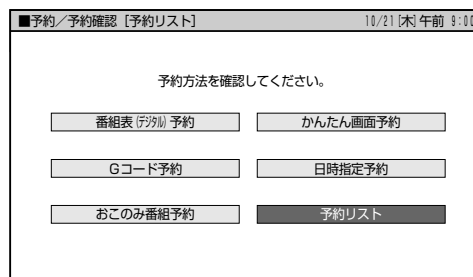 ■予約／予約確認［予約リスト］ 10/21[木]午前 9:00
予約方法を確認してください。
番組表(デジタル)予約 かんたん画面予約
Gコード予約 日時指定予約
おこのみ番組予約 予約リスト